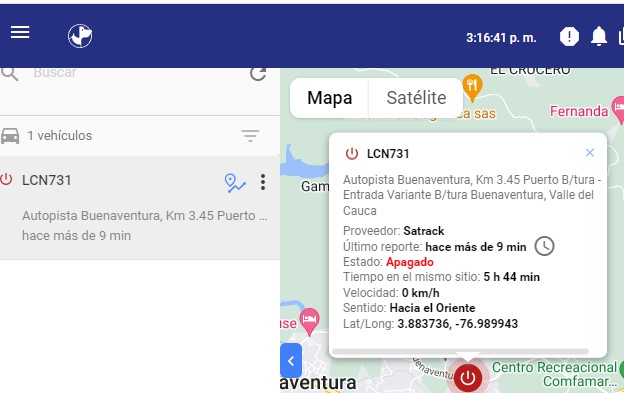 3:16:41 p. m.
Buscar
1 vehículos
LCN731
Autopista Buenaventura, Km 3.45 Puerto ...
hace más de 9 min
EL CRUCERO
Mapa
Satélite
sas
Fernanda
LCN731
Autopista Buenaventura, Km 3.45 Puerto B/tura -
Entrada Variante B/tura Buenaventura, Valle del
Cauca
Proveedor: Satrack
Último reporte: hace más de 9 min
Estado: Apagado
Tiempo en el mismo sitio: 5 h 44 min
Velocidad: 0 km/h
Sentido: Hacia el Oriente
Lat/Long: 3.883736, -76.989943
Gam
use
aventura
Centro Recreacional
Comfamar...